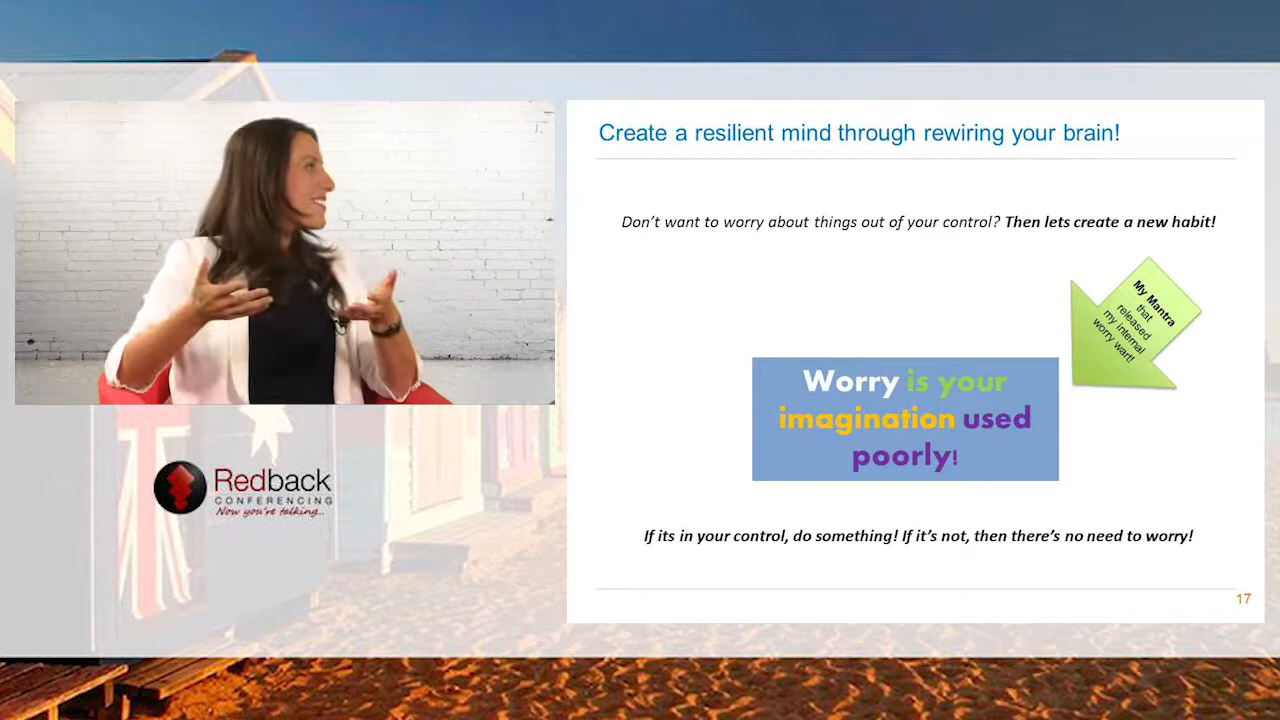 Create a resilient mind through rewiring your brain!
Don't want to worry about things out of your control? Then lets create a new habit!
My Mantra
that
released
my internal
worry wart!
Worry is your
imagination used
poorly!
If its in your control, do something! If it's not, then there's no need to worry!
17
Redback
CONFERENCING
Now you're talking..